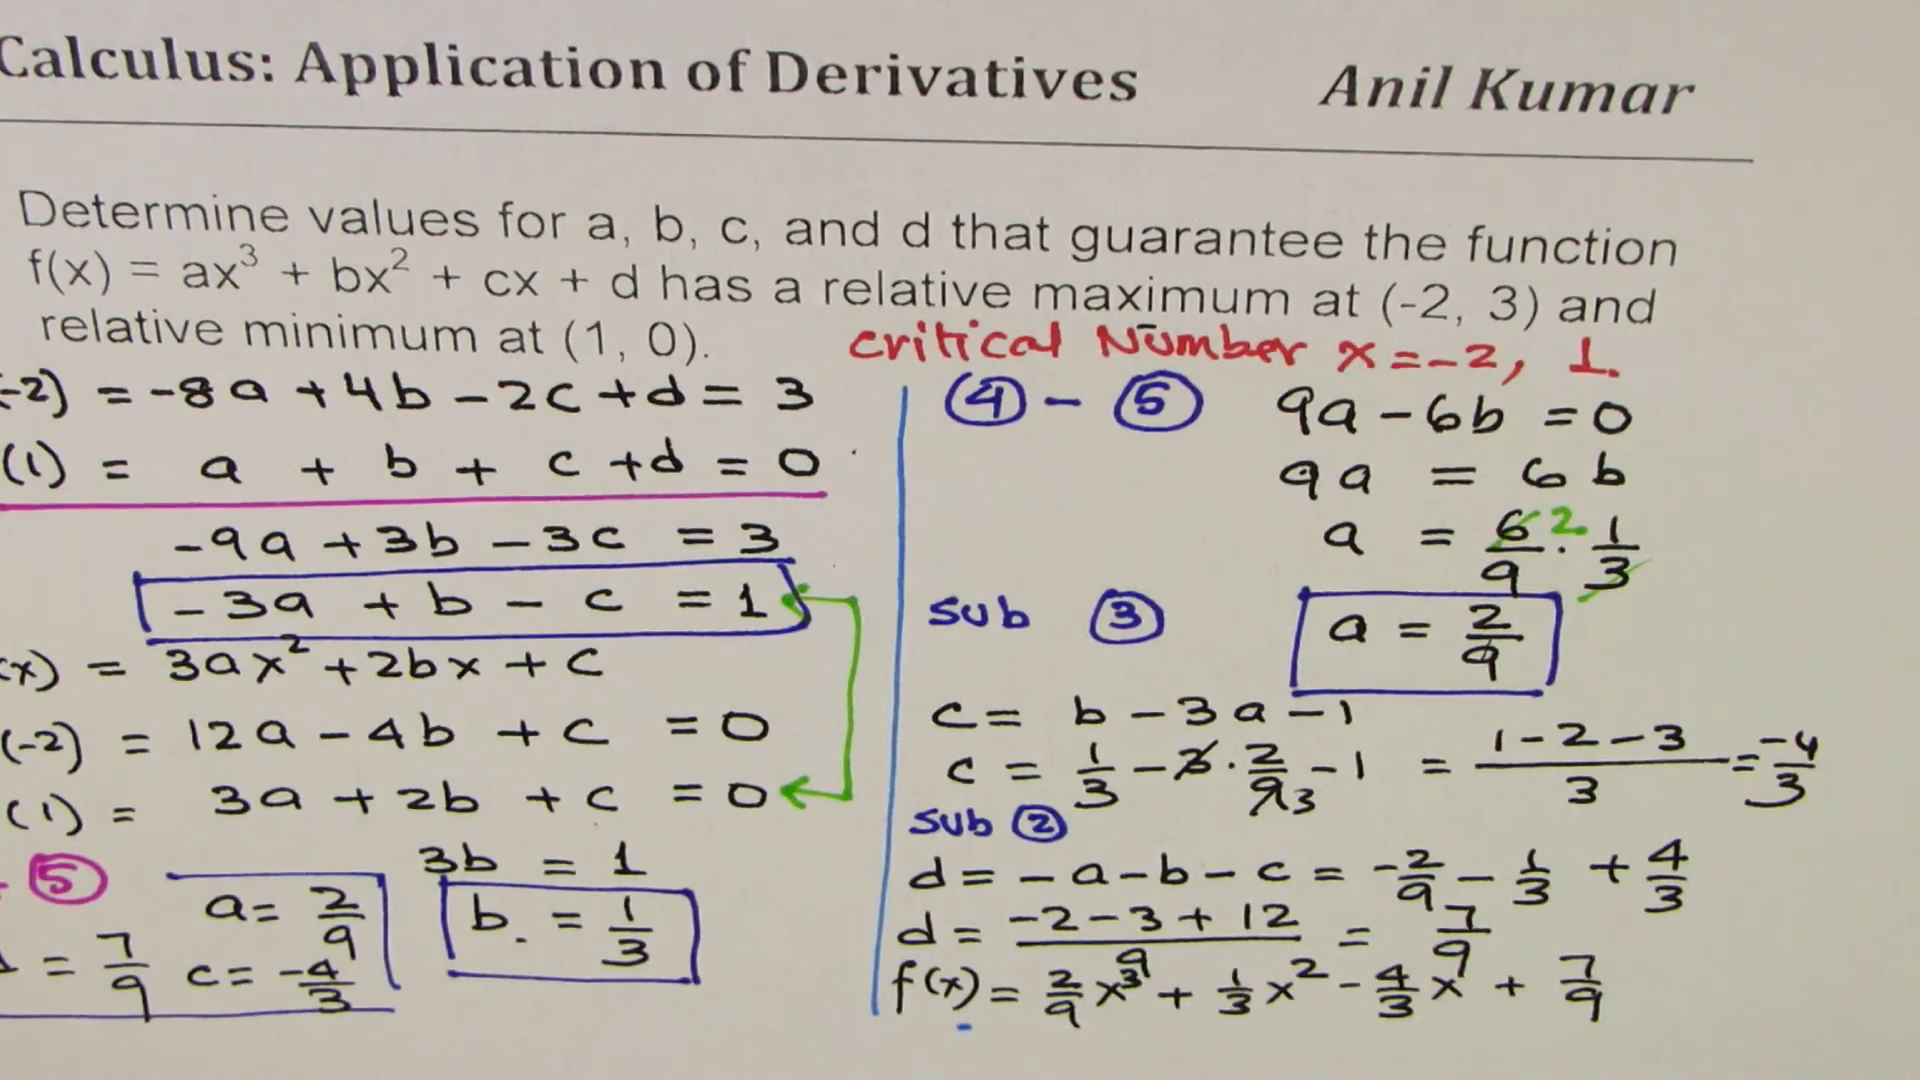 Calculus: Application of Derivatives Anil Kumar
Determine values for a, b, c, and d that guarantee the function
f(x) = ax³ + bx² + cx + d has a relative maximum at (-2, 3) and
relative minimum at (1, 0).
critical Number x = -2, 1.
-2) = -8a + 4b - 2c + d = 3
(1) = a + b + c + d = 0
-9a + 3b - 3c = 3
-3a + b - c = 1
(x) = 3ax² + 2bx + c
(-2) = 12a - 4b + c = 0
(1) = 3a + 2b + c = 0
⑤
3b = 1
a = 2/9
b. = 1/3
= 7/9 c = -4/3
④ - ⑤ 9a - 6b = 0
9a = 6b
a = 6/9 2 · 1/3
sub ③ a = 2/9
c = b - 3a - 1
c = 1/3 - 3 · 2/9 3 - 1 = (1 - 2 - 3)/3 = -4/3
sub ②
d = -a - b - c = -2/9 - 1/3 + 4/3
d = (-2 - 3 + 12)/9 = 7/9
f(x) = 2/9 x³ + 1/3 x² - 4/3 x + 7/9